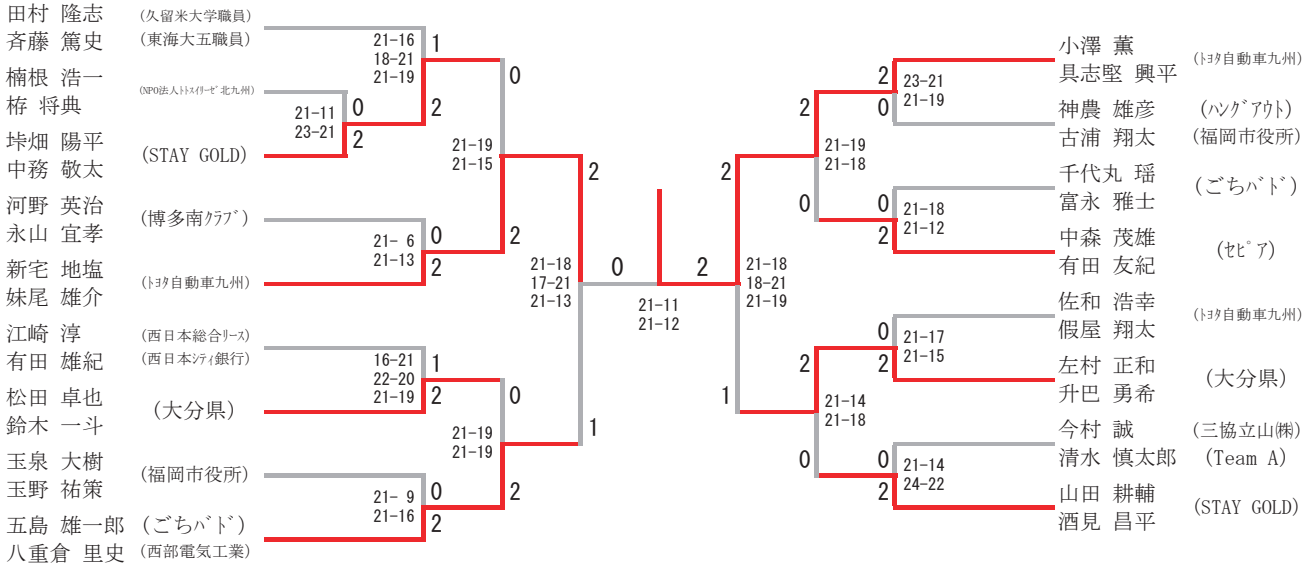 田村 隆志 (久留米大学職員)
斉藤 篤史 (東海大五職員)
楠根 浩一
栫 将典
(NPO法人ﾄﾄｽｲﾘｰｾﾞ北九州)
垰畑 陽平
中務 敬太
(STAY GOLD)
河野 英治
永山 宜孝
(博多南ｸﾗﾌﾞ)
新宅 地塩
妹尾 雄介
(ﾄﾖﾀ自動車九州)
江崎 淳 (西日本総合ﾘｰｽ)
有田 雄紀 (西日本ｼﾃｨ銀行)
松田 卓也
鈴木 一斗
(大分県)
玉泉 大樹
玉野 祐策
(福岡市役所)
五島 雄一郎 (ごちﾊﾞﾄﾞ)
八重倉 里史 (西部電気工業)
21-11
23-21
0
2
21-16
18-21
21-19
1
2
21- 6
21-13
0
2
16-21
22-20
21-19
1
2
21- 9
21-16
0
2
21-19
21-15
0
2
21-19
21-19
0
2
21-18
17-21
21-13
2
1
0
2
21-11
21-12
21-18
18-21
21-19
2
1
21-19
21-18
2
0
21-14
21-18
2
0
2
0
23-21
21-19
0
2
21-18
21-12
0
2
21-17
21-15
0
2
21-14
24-22
小澤 薫
具志堅 興平
(ﾄﾖﾀ自動車九州)
神農 雄彦 (ﾊﾝｸﾞｱｳﾄ)
古浦 翔太 (福岡市役所)
千代丸 瑶
富永 雅士
(ごちﾊﾞﾄﾞ)
中森 茂雄
有田 友紀
(ｾﾋﾟｱ)
佐和 浩幸
假屋 翔太
(ﾄﾖﾀ自動車九州)
左村 正和
升巴 勇希
(大分県)
今村 誠 (三協立山㈱)
清水 慎太郎 (Team A)
山田 耕輔
酒見 昌平
(STAY GOLD)